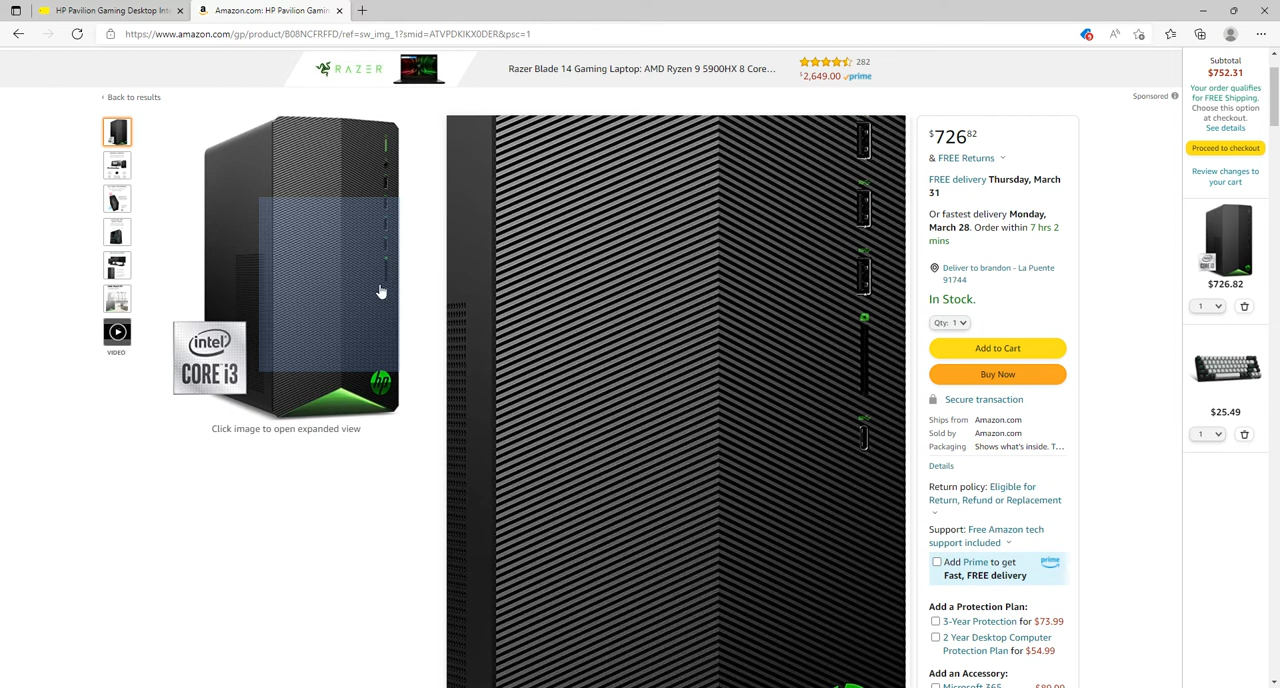 HP Pavilion Gaming Desktop Inte
Amazon.com: HP Pavilion Gamin
https://www.amazon.com/gp/product/B08NCFRFFD/ref=sw_img_1?smid=ATVPDKIKX0DER&psc=1
RAZER
Razer Blade 14 Gaming Laptop: AMD Ryzen 9 5900HX 8 Core...
282
$2,649.00 prime
‹ Back to results
Sponsored
intel
CORE i3
hp
VIDEO
Click image to open expanded view
$726 82
& FREE Returns
FREE delivery Thursday, March
31
Or fastest delivery Monday,
March 28. Order within 7 hrs 2
mins
Deliver to brandon - La Puente
91744
In Stock.
Qty: 1
Add to Cart
Buy Now
Secure transaction
Ships from Amazon.com
Sold by Amazon.com
Packaging Shows what's inside. T...
Details
Return policy: Eligible for
Return, Refund or Replacement
Support: Free Amazon tech
support included
Add Prime to get
Fast, FREE delivery
prime
Add a Protection Plan:
3-Year Protection for $73.99
2 Year Desktop Computer
Protection Plan for $54.99
Add an Accessory:
Microsoft 365
Subtotal
$752.31
Your order qualifies
for FREE Shipping.
Choose this option
at checkout.
See details
Proceed to checkout
Review changes to
your cart
intel
CORE i3
$726.82
1
$25.49
1